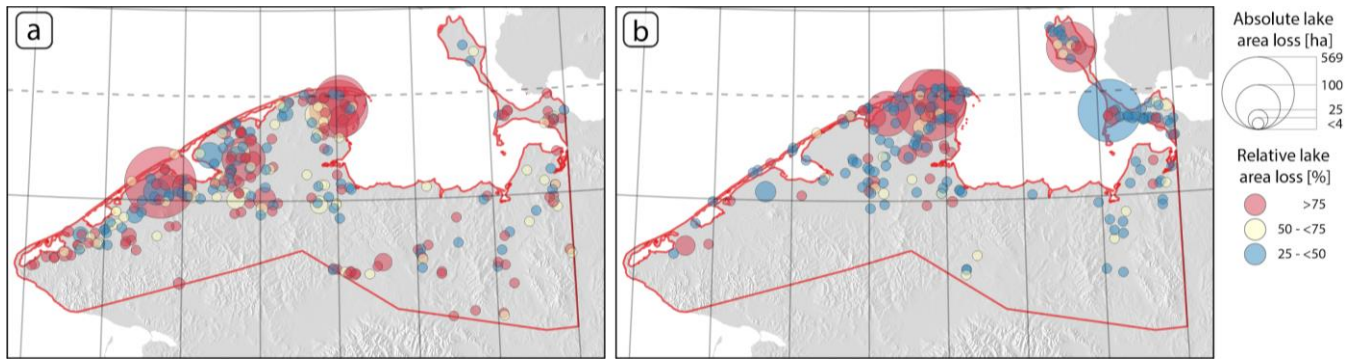 a
b
Absolute lake
area loss [ha]
569
100
25
<4
Relative lake
area loss [%]
>75
50 - <75
25 - <50